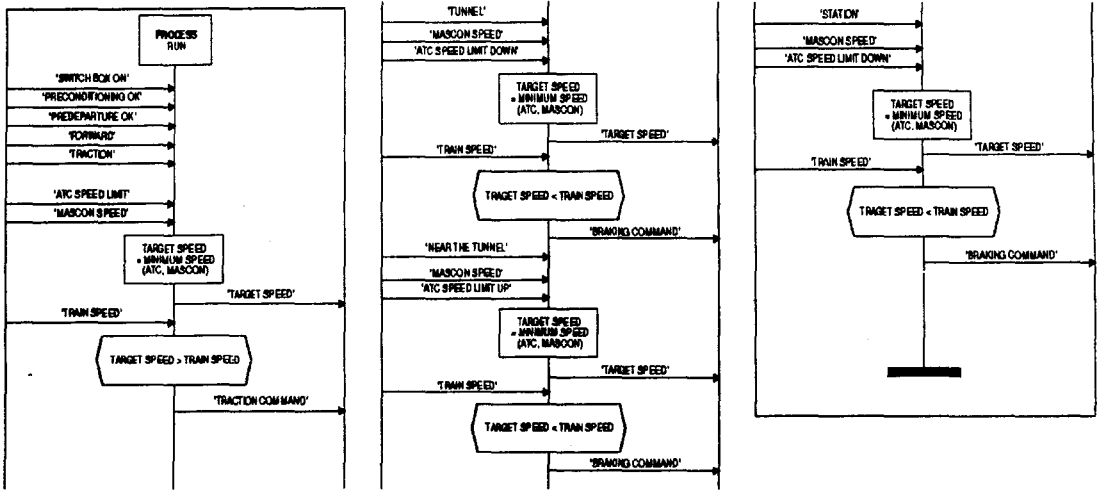 PROCESS
RUN
'SWITCH BOX ON'
'PRECONDITIONING OK'
'PREDEPARTURE OK'
'FORWARD'
'TRACTION'
'ATC SPEED LIMIT'
'MASCON SPEED'
TARGET SPEED
= MINIMUM SPEED
(ATC, MASCON)
'TARGET SPEED'
'TRAIN SPEED'
TARGET SPEED > TRAIN SPEED
'TRACTION COMMAND'
'TUNNEL'
'MASCON SPEED'
'ATC SPEED LIMIT DOWN'
TARGET SPEED
= MINIMUM SPEED
(ATC, MASCON)
'TARGET SPEED'
'TRAIN SPEED'
TRAGET SPEED < TRAIN SPEED
'BRAKING COMMAND'
'NEAR THE TUNNEL'
'MASCON SPEED'
'ATC SPEED LIMIT UP'
TARGET SPEED
= MINIMUM SPEED
(ATC, MASCON)
'TARGET SPEED'
'TRAIN SPEED'
TARGET SPEED < TRAIN SPEED
'BRAKING COMMAND'
'STATION'
'MASCON SPEED'
'ATC SPEED LIMIT DOWN'
TARGET SPEED
= MINIMUM SPEED
(ATC, MASCON)
'TARGET SPEED'
'TRAIN SPEED'
TRAGET SPEED < TRAIN SPEED
'BRAKING COMMAND'